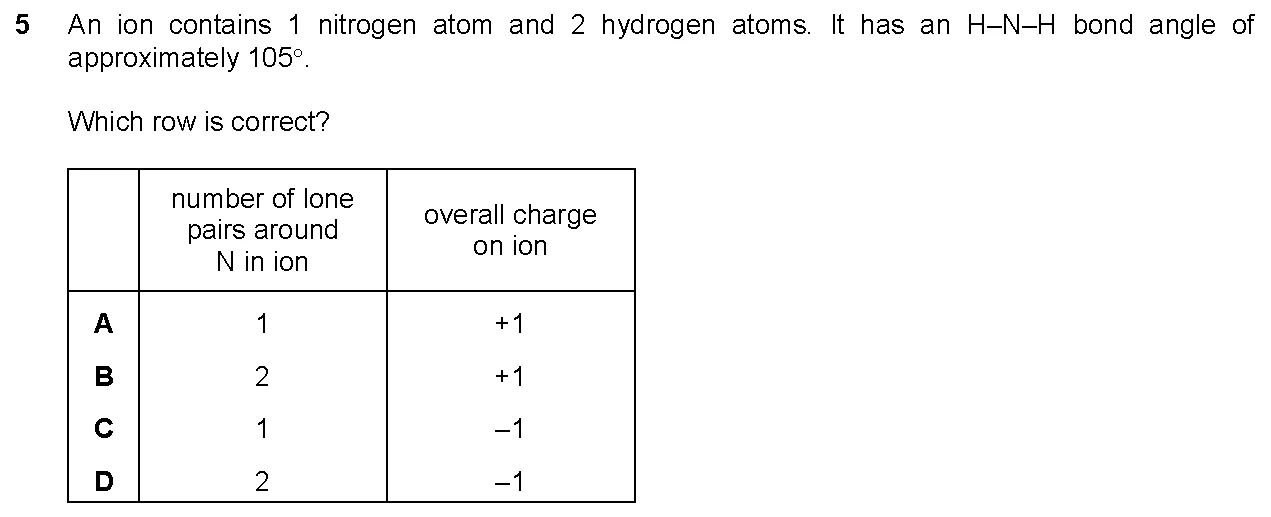 5 An ion contains 1 nitrogen atom and 2 hydrogen atoms. It has an H–N–H bond angle of
approximately 105°.
Which row is correct?
number of lone
pairs around
N in ion
overall charge
on ion
A 1 +1
B 2 +1
C 1 –1
D 2 –1